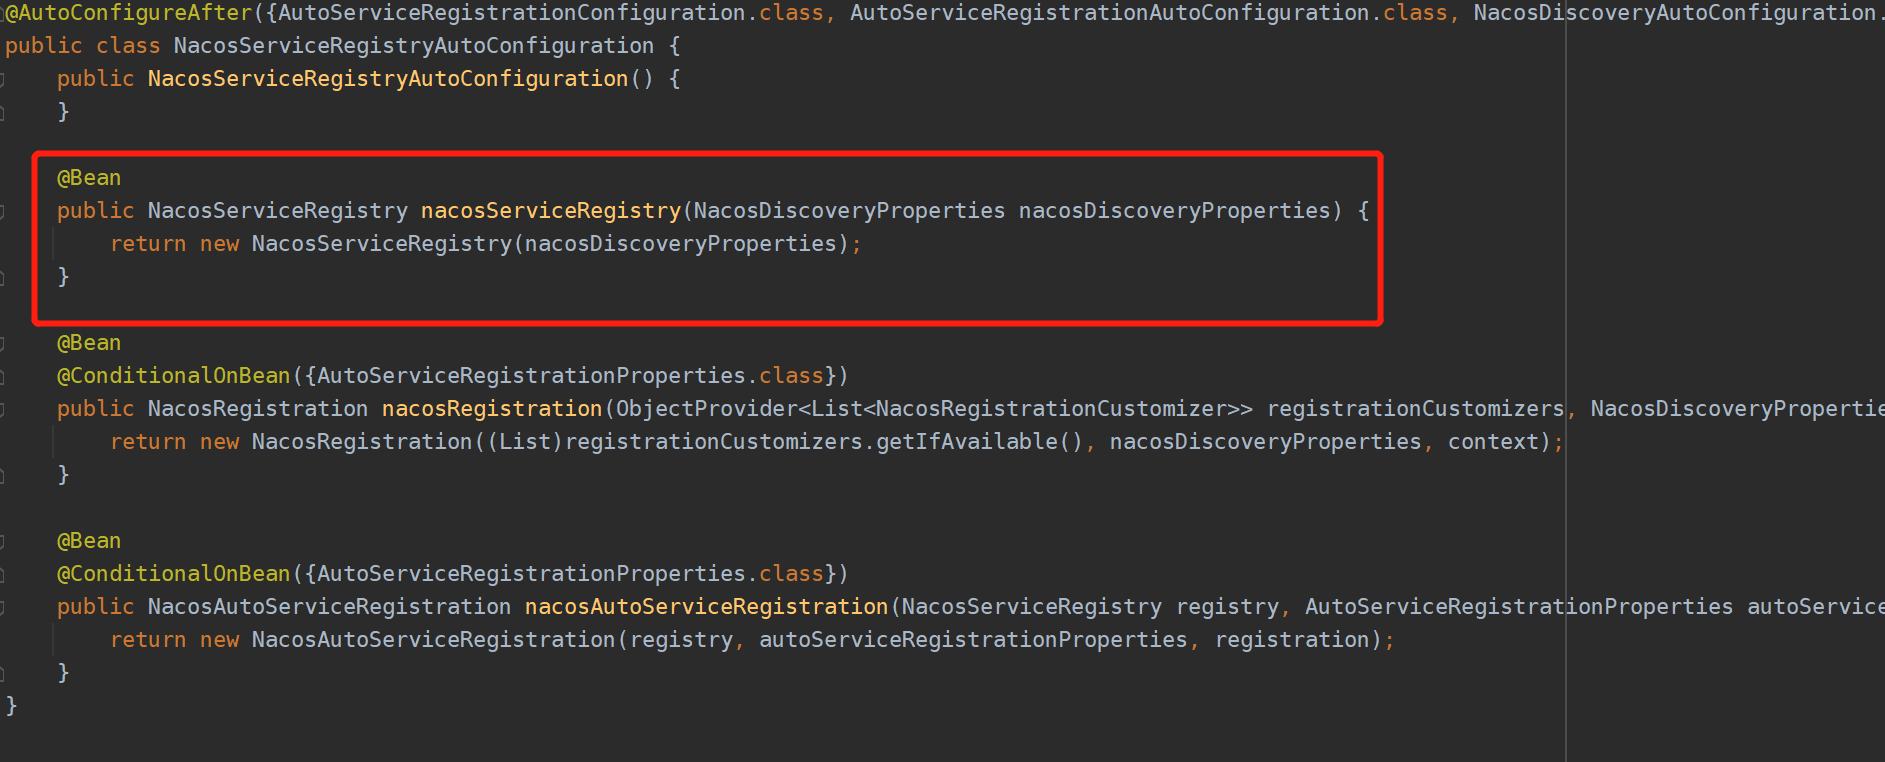 @AutoConfigureAfter({AutoServiceRegistrationConfiguration.class, AutoServiceRegistrationAutoConfiguration.class, NacosDiscoveryAutoConfiguration.
public class NacosServiceRegistryAutoConfiguration {
    public NacosServiceRegistryAutoConfiguration() {
    }
    @Bean
    public NacosServiceRegistry nacosServiceRegistry(NacosDiscoveryProperties nacosDiscoveryProperties) {
        return new NacosServiceRegistry(nacosDiscoveryProperties);
    }
    @Bean
    @ConditionalOnBean({AutoServiceRegistrationProperties.class})
    public NacosRegistration nacosRegistration(ObjectProvider<List<NacosRegistrationCustomizer>> registrationCustomizers, NacosDiscoveryPropertie
        return new NacosRegistration((List)registrationCustomizers.getIfAvailable(), nacosDiscoveryProperties, context);
    }
    @Bean
    @ConditionalOnBean({AutoServiceRegistrationProperties.class})
    public NacosAutoServiceRegistration nacosAutoServiceRegistration(NacosServiceRegistry registry, AutoServiceRegistrationProperties autoService
        return new NacosAutoServiceRegistration(registry, autoServiceRegistrationProperties, registration);
    }
}